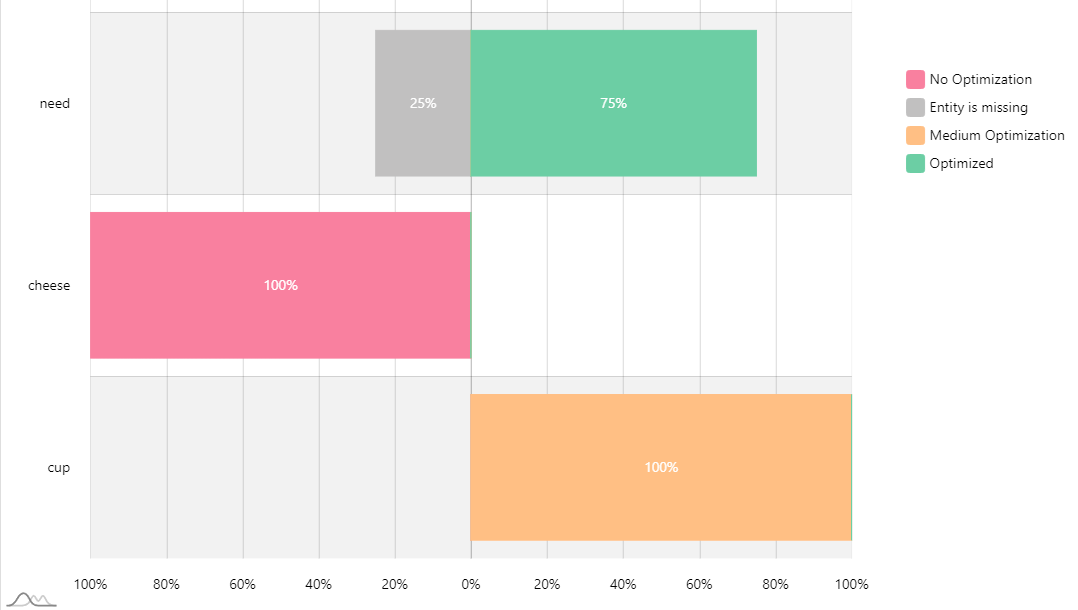 need
25%
75%
No Optimization
Entity is missing
Medium Optimization
Optimized
cheese
100%
cup
100%
100% 80% 60% 40% 20% 0% 20% 40% 60% 80% 100%